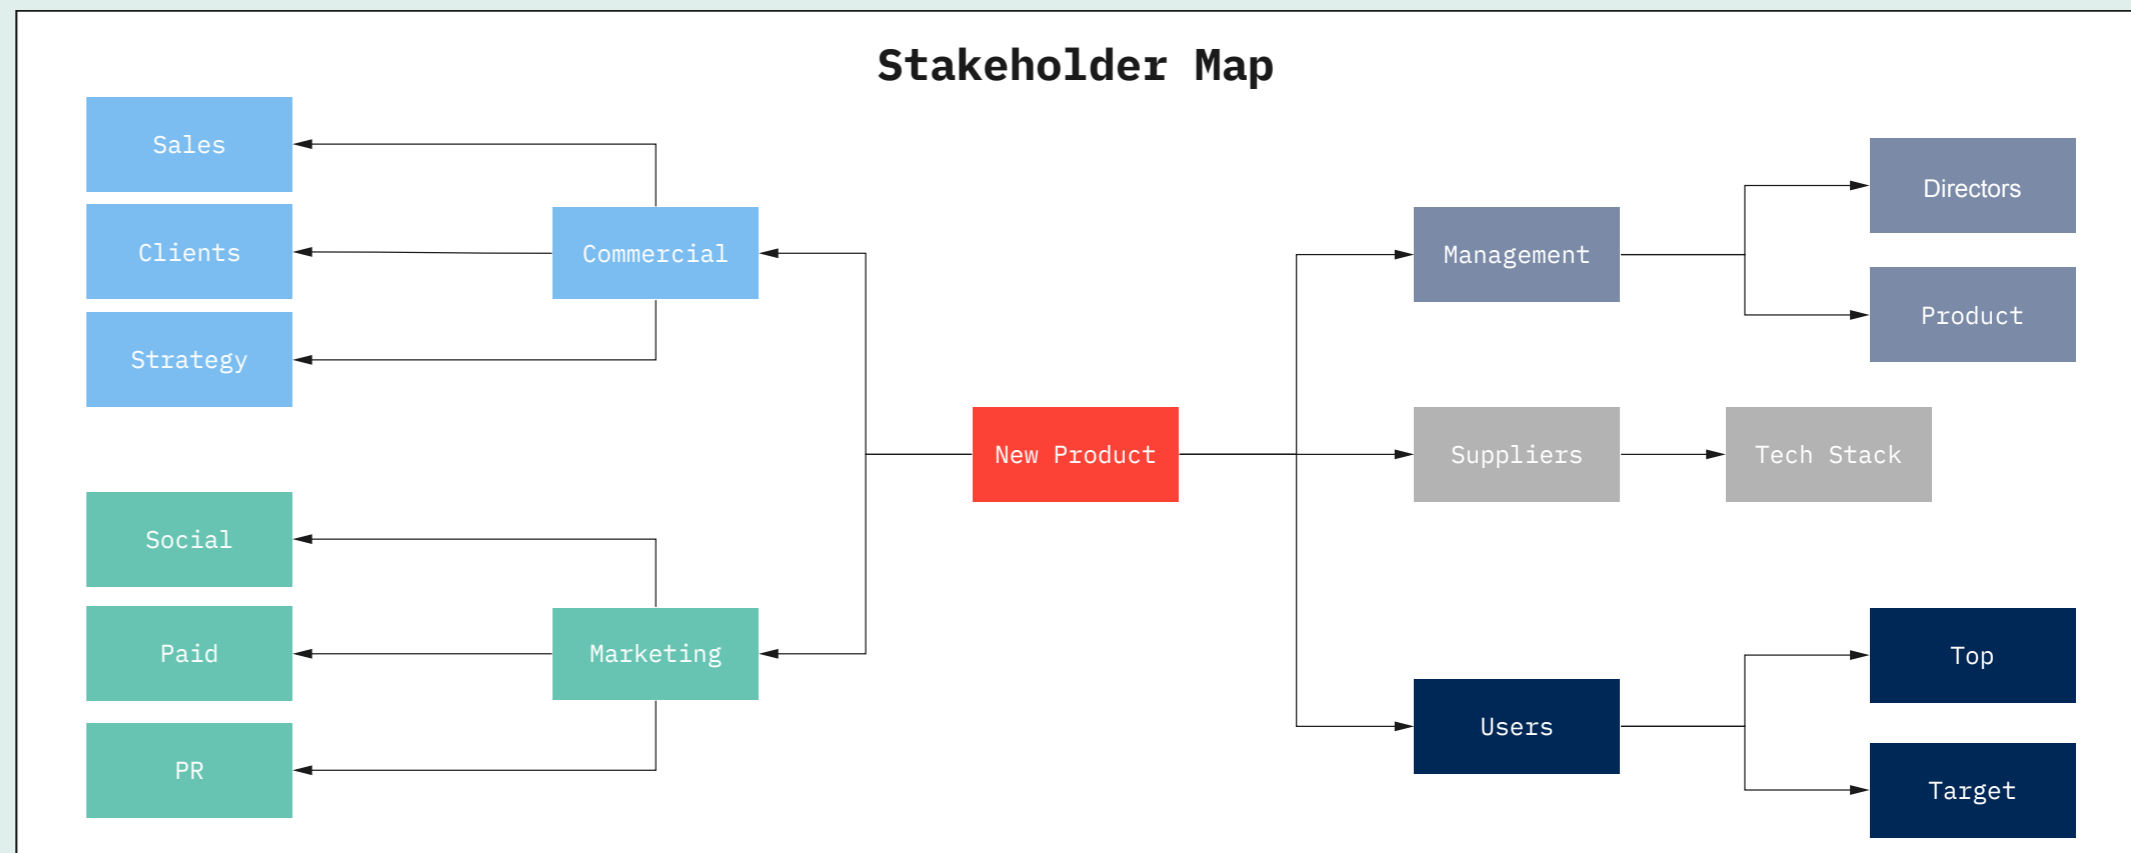 Stakeholder Map
Sales
Clients
Strategy
Commercial
Social
Paid
PR
Marketing
New Product
Management
Directors
Product
Suppliers
Tech Stack
Users
Top
Target